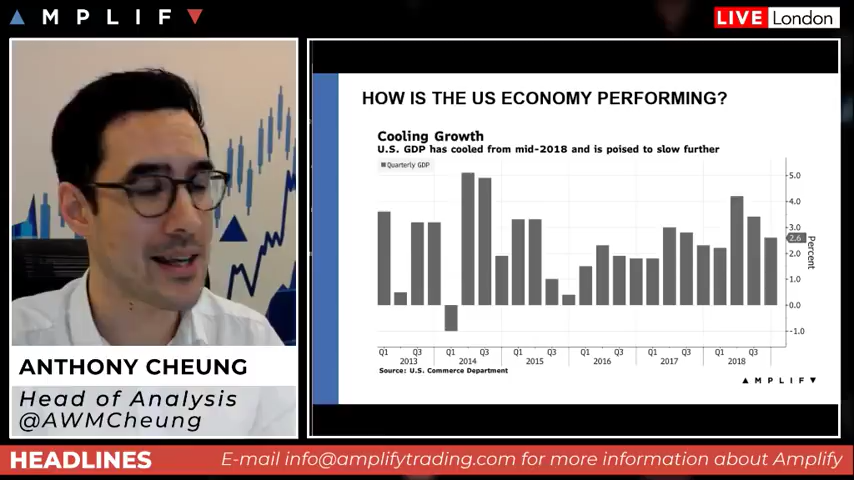 ▲ M P L I F ▼
LIVE London
HOW IS THE US ECONOMY PERFORMING?
Cooling Growth
U.S. GDP has cooled from mid-2018 and is poised to slow further
Quarterly GDP
5.0
4.0
3.0
2.6
2.0
1.0
0.0
-1.0
Percent
Q1 Q3 Q1 Q3 Q1 Q3 Q1 Q3 Q1 Q3 Q1 Q3
2013 2014 2015 2016 2017 2018
Source: U.S. Commerce Department
▲ M P L I F ▼
ANTHONY CHEUNG
Head of Analysis
@AWMCheung
HEADLINES E-mail info@amplifytrading.com for more information about Amplify